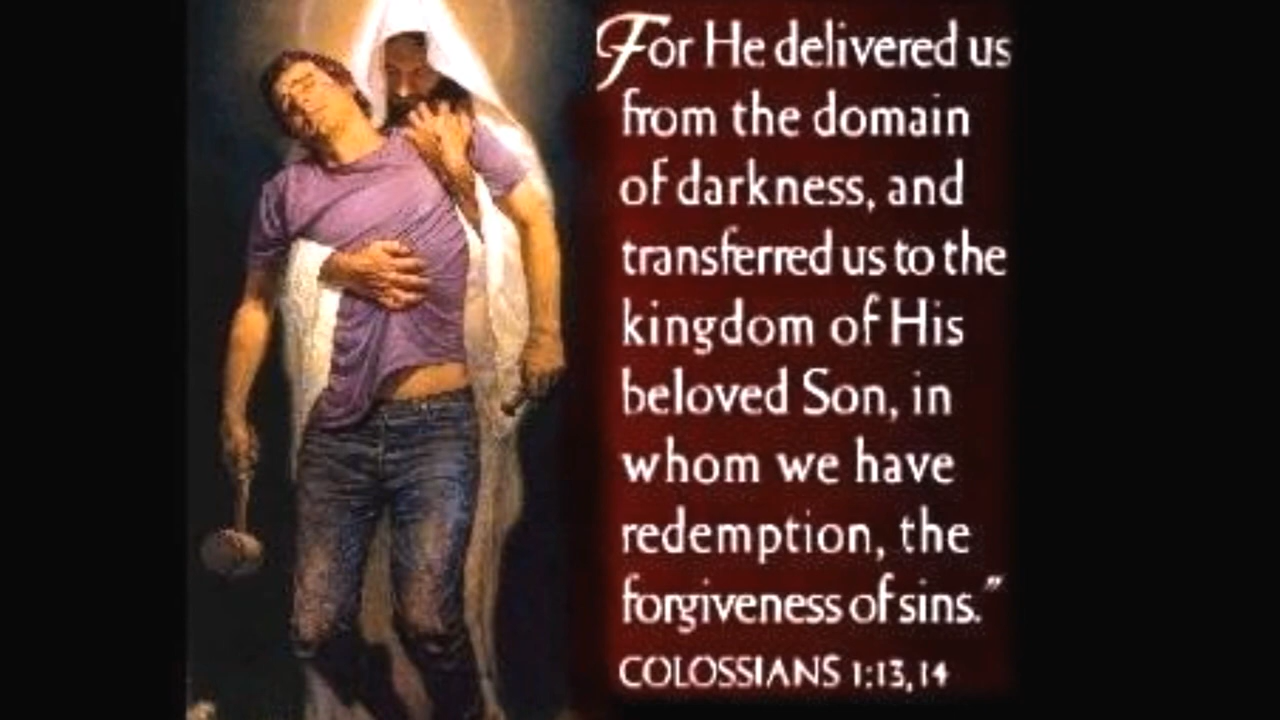 For He delivered us
from the domain
of darkness, and
transferred us to the
kingdom of His
beloved Son, in
whom we have
redemption, the
forgiveness of sins.”
COLOSSIANS 1:13, 14